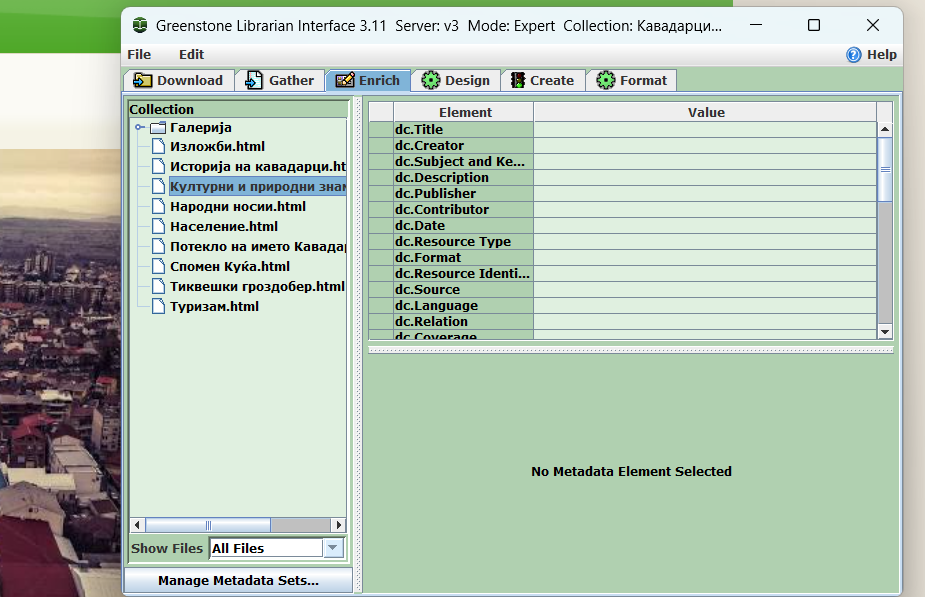 Greenstone Librarian Interface 3.11 Server: v3 Mode: Expert Collection: Кавадарци...
File Edit Help
Download Gather Enrich Design Create Format
Collection
Галерија
Изложби.html
Историја на кавадарци.ht
Културни и природни
Народни носии.html
Население.html
Потекло на името
Спомен Куќа.html
Тиквешки гроздобер.html
Туризам.html
Show Files All Files
Manage Metadata Sets...
Element Value
dc.Title
dc.Creator
dc.Subject and Ke...
dc.Description
dc.Publisher
dc.Contributor
dc.Date
dc.Resource Type
dc.Format
dc.Resource Identi...
dc.Source
dc.Language
dc.Relation
dc.Coverage
No Metadata Element Selected